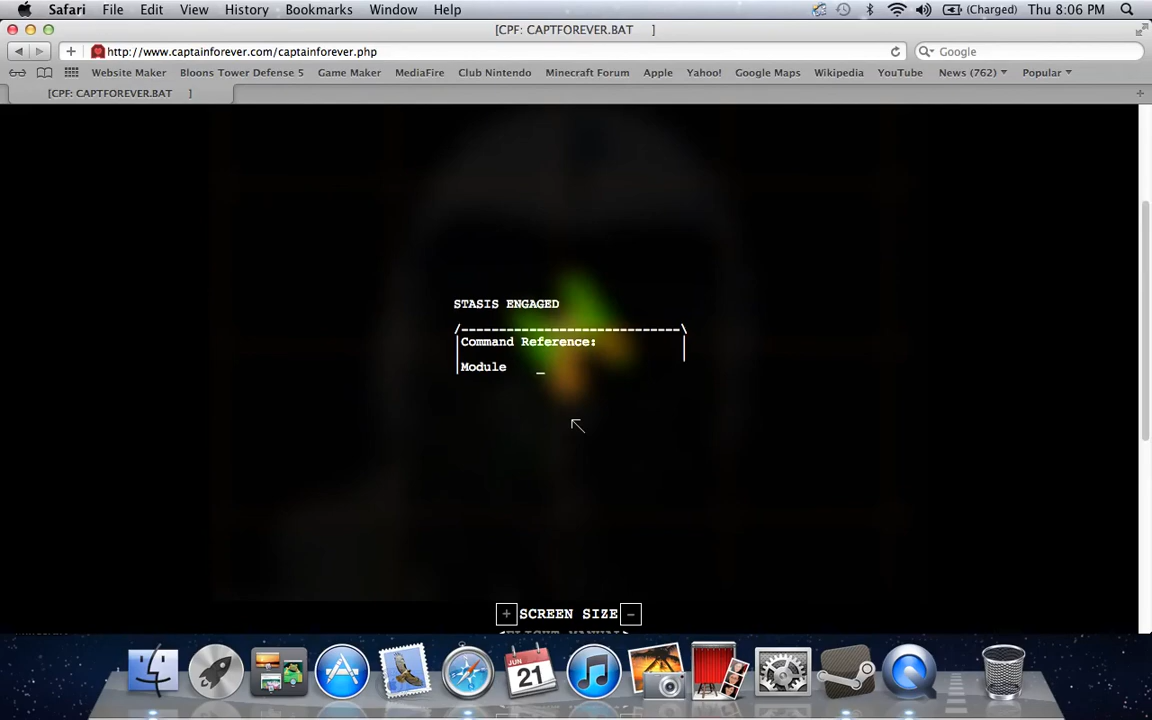 Safari File Edit View History Bookmarks Window Help (Charged) Thu 8:06 PM
[CPF: CAPTFOREVER.BAT ]
http://www.captainforever.com/captainforever.php Google
Website Maker Bloons Tower Defense 5 Game Maker MediaFire Club Nintendo Minecraft Forum Apple Yahoo! Google Maps Wikipedia YouTube News (762) Popular
[CPF: CAPTFOREVER.BAT ]
STASIS ENGAGED
/-----------------------------\
|Command Reference: |
|Module _
+ SCREEN SIZE -
JUN
21